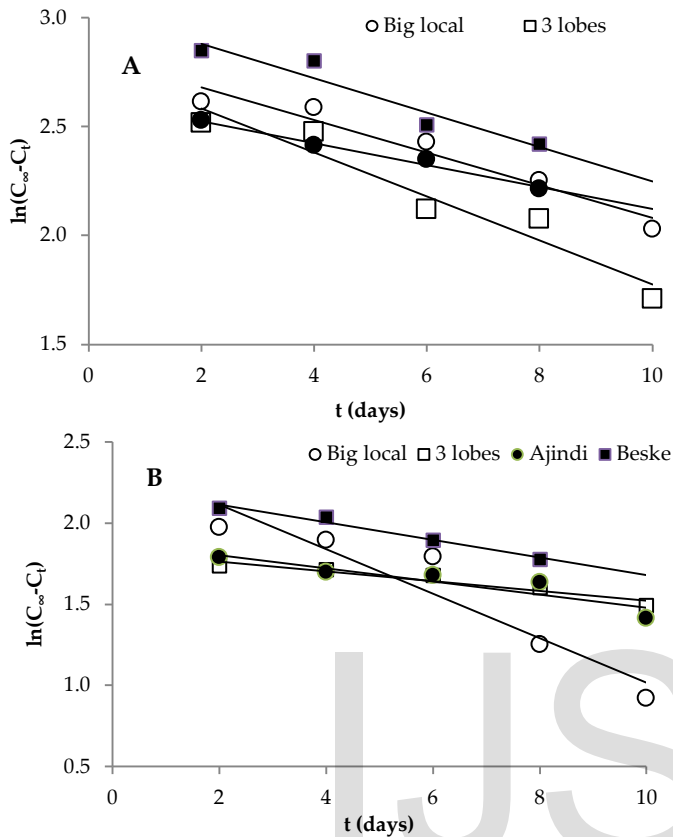 3.0
Big local
3 lobes
A
2.5
ln(C∞-Ct)
2.0
1.5
0 2 4 6 8 10
t (days)
2.5
Big local 3 lobes Ajindi Beske
B
2.0
ln(C∞-Ct)
1.5
1.0
0.5
0 2 4 6 8 10
t (days)
IJS